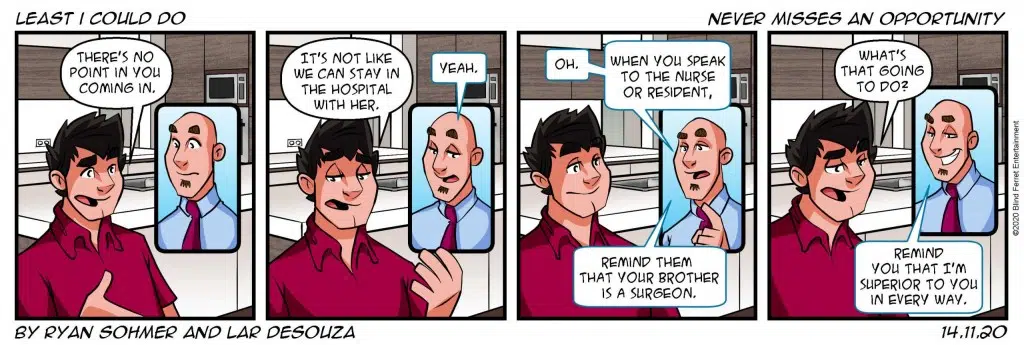 LEAST I COULD DO
NEVER MISSES AN OPPORTUNITY
THERE'S NO
POINT IN YOU
COMING IN.
IT'S NOT LIKE
WE CAN STAY IN
THE HOSPITAL
WITH HER.
YEAH.
OH.
WHEN YOU SPEAK
TO THE NURSE
OR RESIDENT,
REMIND THEM
THAT YOUR BROTHER
IS A SURGEON.
WHAT'S
THAT GOING
TO DO?
REMIND
YOU THAT I'M
SUPERIOR TO YOU
IN EVERY WAY.
©2020 Blind Ferret Entertainment
BY RYAN SOHMER AND LAR DESOUZA
14.11.20